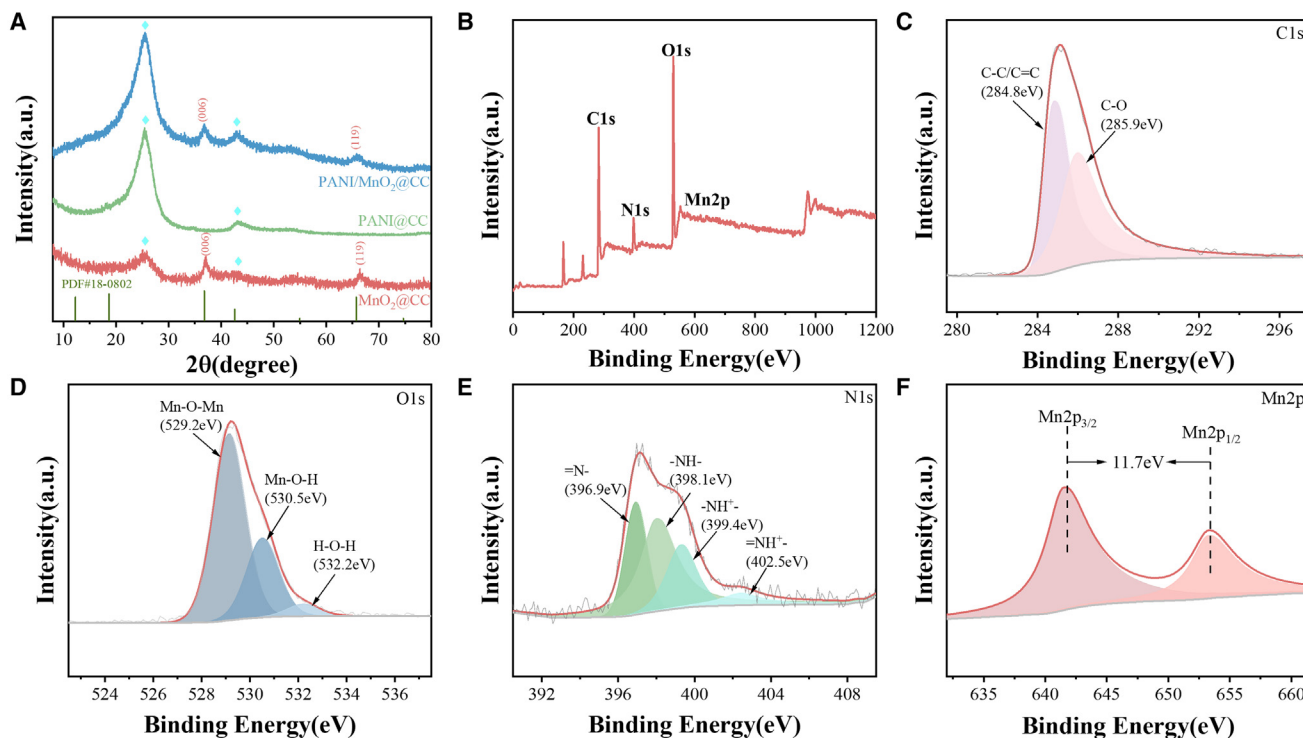 A
Intensity(a.u.)
(006)
(119)
PANI/MnO₂@CC
PANI@CC
(006)
(119)
PDF#18-0802
MnO₂@CC
10 20 30 40 50 60 70 80
2θ(degree)
B
Intensity(a.u.)
O1s
C1s
N1s
Mn2p
0 200 400 600 800 1000 1200
Binding Energy(eV)
C
C1s
Intensity(a.u.)
C-C/C=C
(284.8eV)
C-O
(285.9eV)
280 284 288 292 296
Binding Energy(eV)
D
O1s
Intensity(a.u.)
Mn-O-Mn
(529.2eV)
Mn-O-H
(530.5eV)
H-O-H
(532.2eV)
524 526 528 530 532 534 536
Binding Energy(eV)
E
N1s
Intensity(a.u.)
=N-
(396.9eV)
-NH-
(398.1eV)
-NH⁺-
(399.4eV)
=NH⁺-
(402.5eV)
392 396 400 404 408
Binding Energy(eV)
F
Mn2p
Intensity(a.u.)
Mn2p₃/₂
Mn2p₁/₂
11.7eV
635 640 645 650 655 660
Binding Energy(eV)